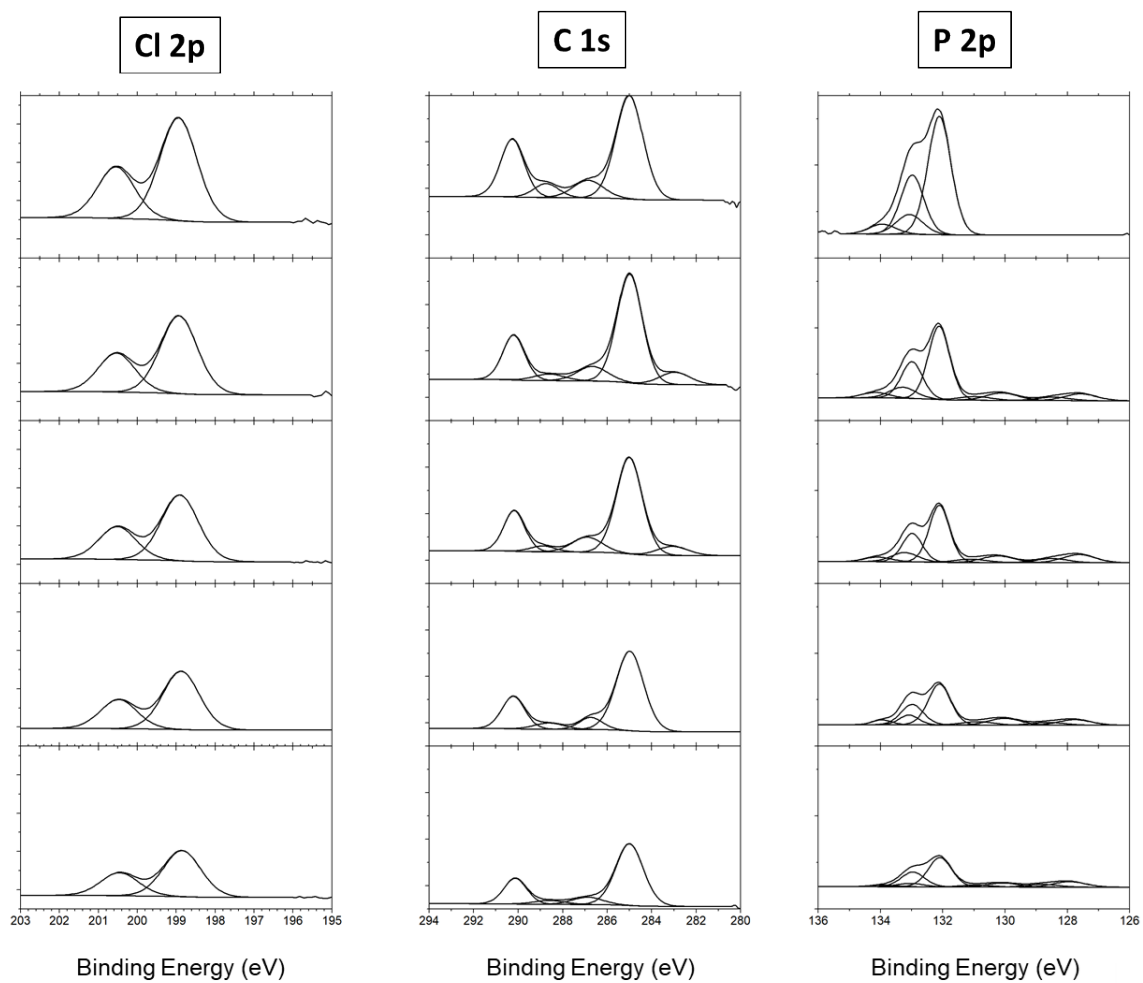 Cl 2p
C 1s
P 2p
203 202 201 200 199 198 197 196 195
294 292 290 288 286 284 282 280
136 134 132 130 128 126
Binding Energy (eV)
Binding Energy (eV)
Binding Energy (eV)